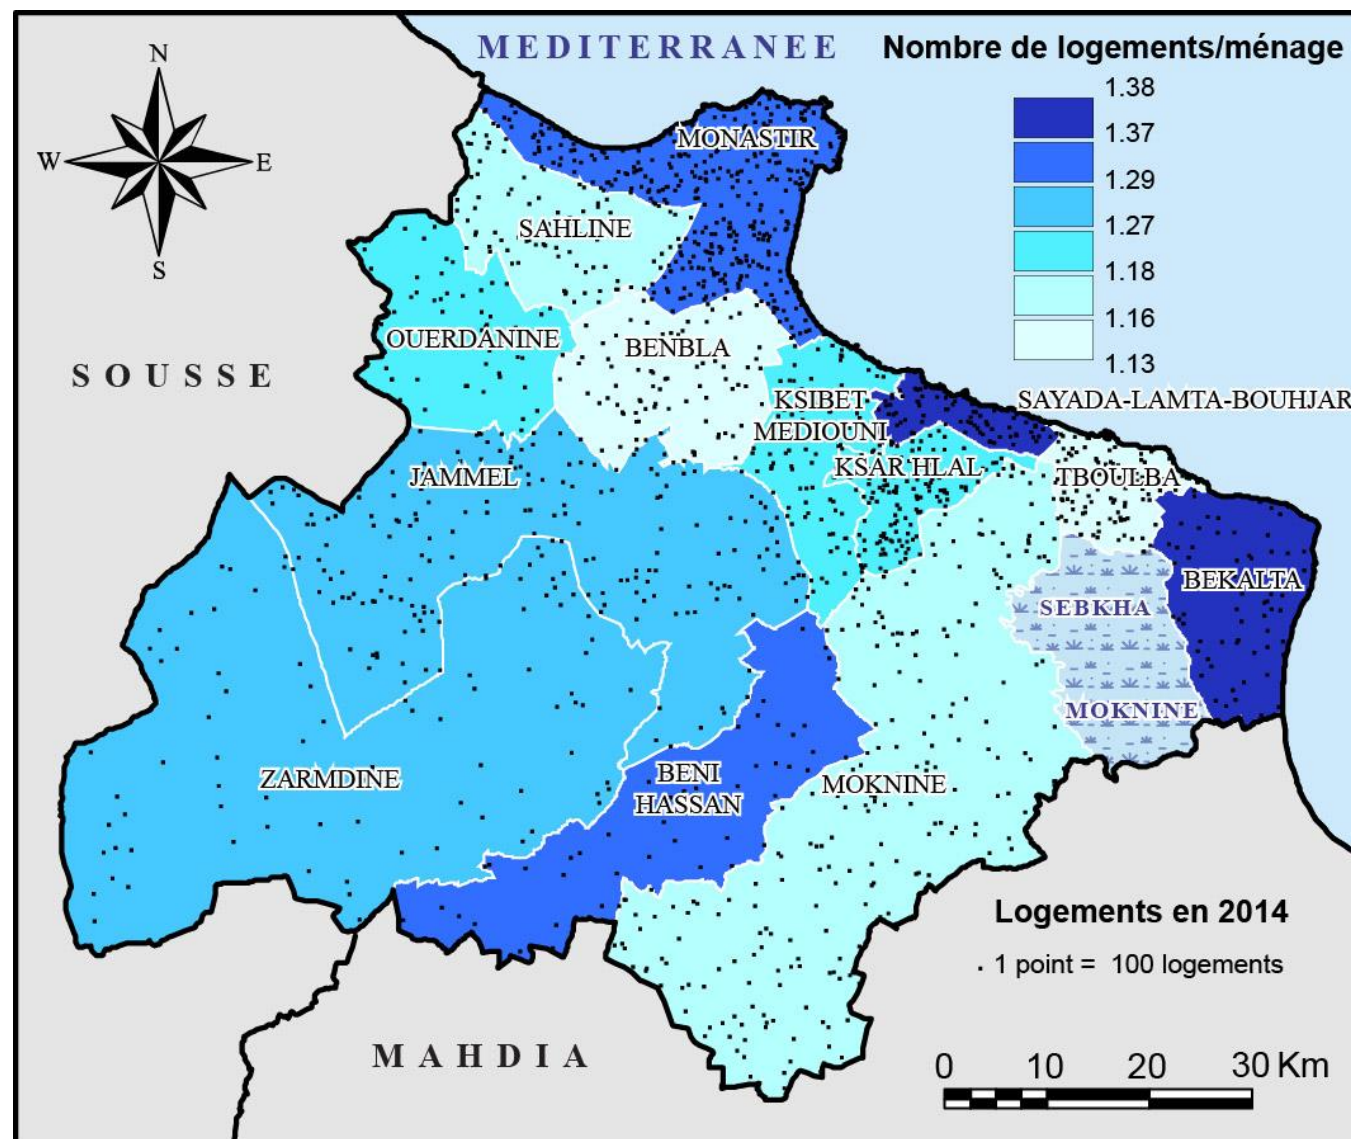 MEDITERRANEE
Nombre de logements/ménage
1.38
1.37
1.29
1.27
1.18
1.16
1.13
N
W
E
S
MONASTIR
SAHLINE
OUERDANINE
BENBLA
SOUSSE
KSIBET
MEDIOUNI
SAYADA-LAMTA-BOUHJAR
JAMMEL
KSAR HLAL
TBOULBA
BEKALTA
SEBKHA
MOKNINE
ZARMDINE
BENI
HASSAN
MOKNINE
Logements en 2014
1 point = 100 logements
MAHDIA
0 10 20 30 Km